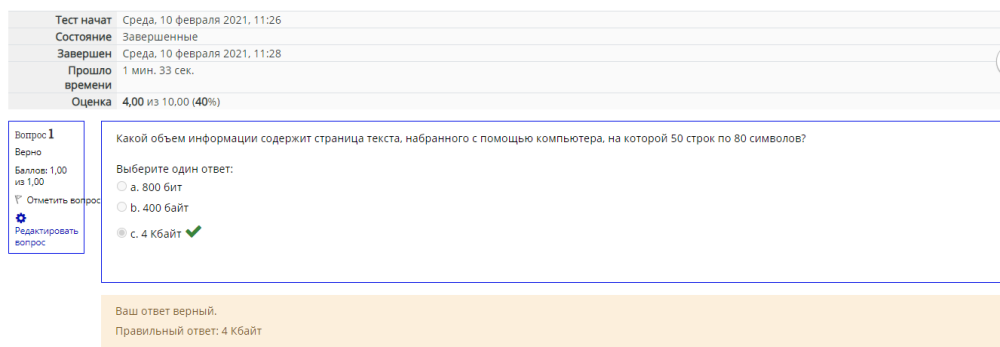 Тест начат Среда, 10 февраля 2021, 11:26
Состояние Завершенные
Завершен Среда, 10 февраля 2021, 11:28
Прошло 1 мин. 33 сек.
времени
Оценка 4,00 из 10,00 (40%)
Вопрос 1
Верно
Баллов: 1,00
из 1,00
Отметить вопрос
Редактировать
вопрос
Какой объем информации содержит страница текста, набранного с помощью компьютера, на которой 50 строк по 80 символов?
Выберите один ответ:
a. 800 бит
b. 400 байт
c. 4 Кбайт
Ваш ответ верный.
Правильный ответ: 4 Кбайт